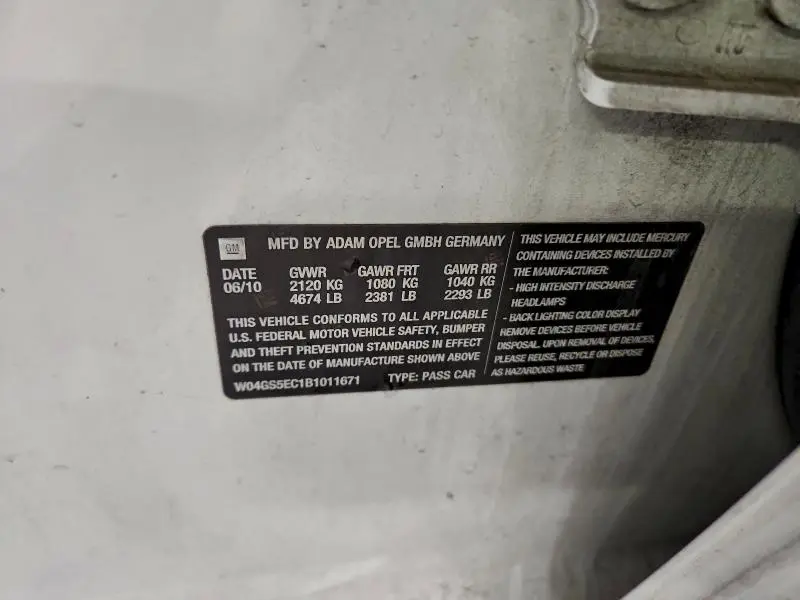 GM
MFD BY ADAM OPEL GMBH GERMANY
DATE GVWR GAWR FRT GAWR RR
06/10 2120 KG 1080 KG 1040 KG
4674 LB 2381 LB 2293 LB
THIS VEHICLE CONFORMS TO ALL APPLICABLE
U.S. FEDERAL MOTOR VEHICLE SAFETY, BUMPER
AND THEFT PREVENTION STANDARDS IN EFFECT
ON THE DATE OF MANUFACTURE SHOWN ABOVE
W04GS5EC1B1011671 TYPE: PASS CAR
THIS VEHICLE MAY INCLUDE MERCURY
CONTAINING DEVICES INSTALLED BY
THE MANUFACTURER:
- HIGH INTENSITY DISCHARGE
HEADLAMPS
- BACK LIGHTING COLOR DISPLAY
REMOVE DEVICES BEFORE VEHICLE
DISPOSAL. UPON REMOVAL OF DEVICES,
PLEASE REUSE, RECYCLE OR DISPOSE
AS HAZARDOUS WASTE